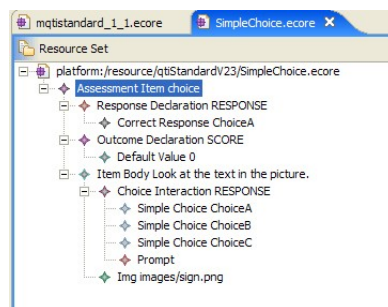 mqtistandard_1_1.ecore
SimpleChoice.ecore
Resource Set
platform:/resource/qtiStandardV23/SimpleChoice.ecore
Assessment Item choice
Response Declaration RESPONSE
Correct Response ChoiceA
Outcome Declaration SCORE
Default Value 0
Item Body Look at the text in the picture.
Choice Interaction RESPONSE
Simple Choice ChoiceA
Simple Choice ChoiceB
Simple Choice ChoiceC
Prompt
Img images/sign.png